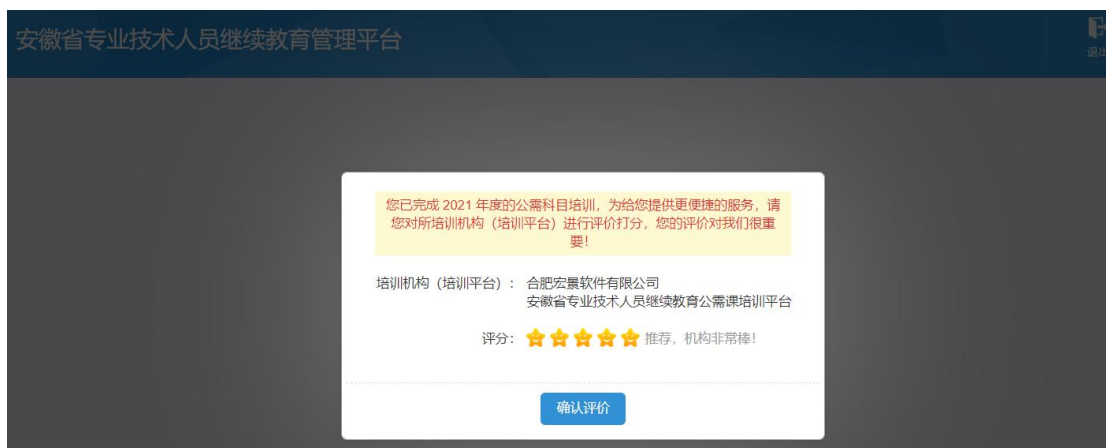 安徽省专业技术人员继续教育管理平台
退出
您已完成 2021 年度的公需科目培训，为给您提供更便捷的服务，请
您对所培训机构（培训平台）进行评价打分，您的评价对我们很重
要！
培训机构（培训平台）： 合肥宏景软件有限公司
安徽省专业技术人员继续教育公需课培训平台
评分： 推荐，机构非常棒！
确认评价